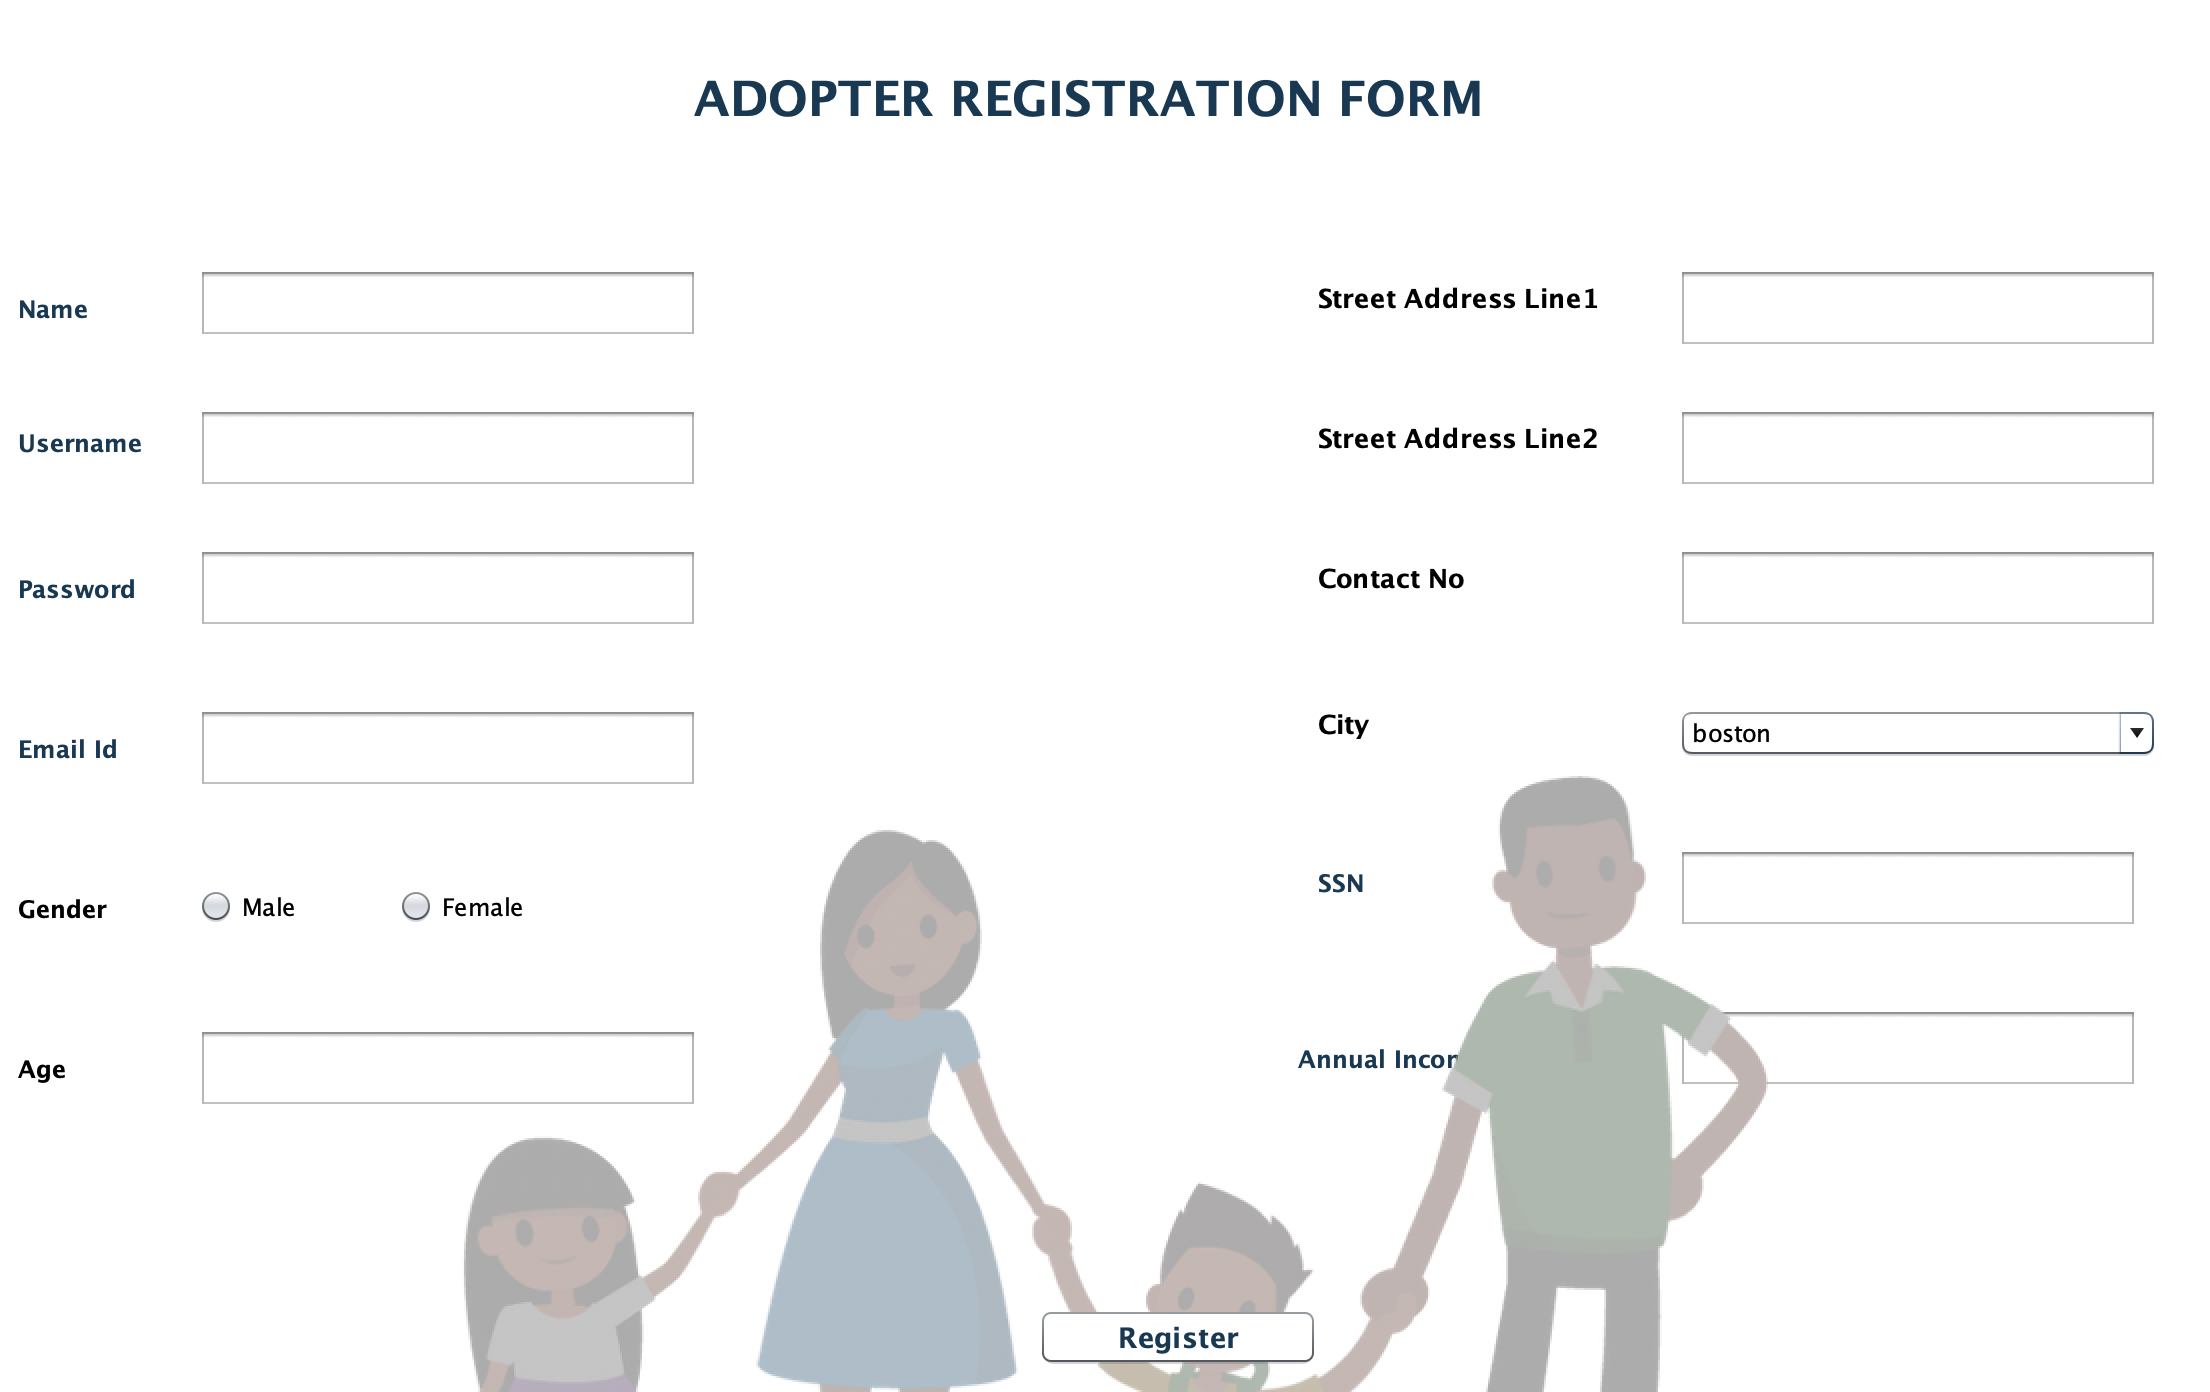 ADOPTER REGISTRATION FORM
Name
Street Address Line1
Username
Street Address Line2
Password
Contact No
Email Id
City
boston
Gender
Male
Female
SSN
Age
Annual
Register